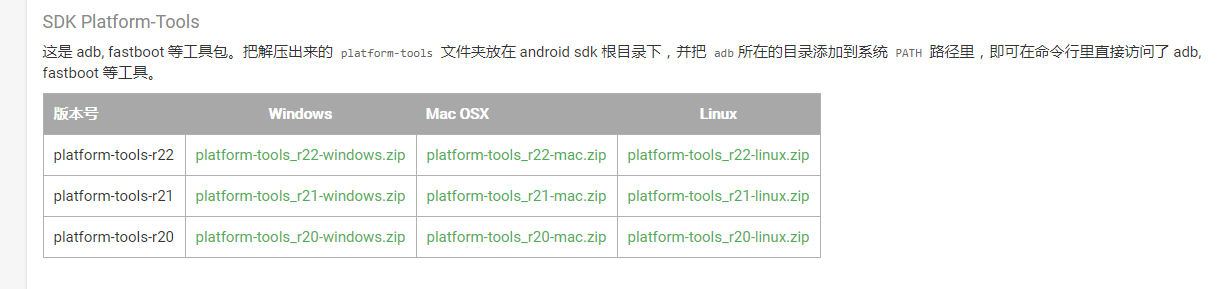 SDK Platform-Tools
这是 adb, fastboot 等工具包。把解压出来的 platform-tools 文件夹放在 android sdk 根目录下，并把 adb 所在的目录添加到系统 PATH 路径里，即可在命令行里直接访问了 adb,
fastboot 等工具。
版本号 Windows Mac OSX Linux
platform-tools-r22 platform-tools_r22-windows.zip platform-tools_r22-mac.zip platform-tools_r22-linux.zip
platform-tools-r21 platform-tools_r21-windows.zip platform-tools_r21-mac.zip platform-tools_r21-linux.zip
platform-tools-r20 platform-tools_r20-windows.zip platform-tools_r20-mac.zip platform-tools_r20-linux.zip